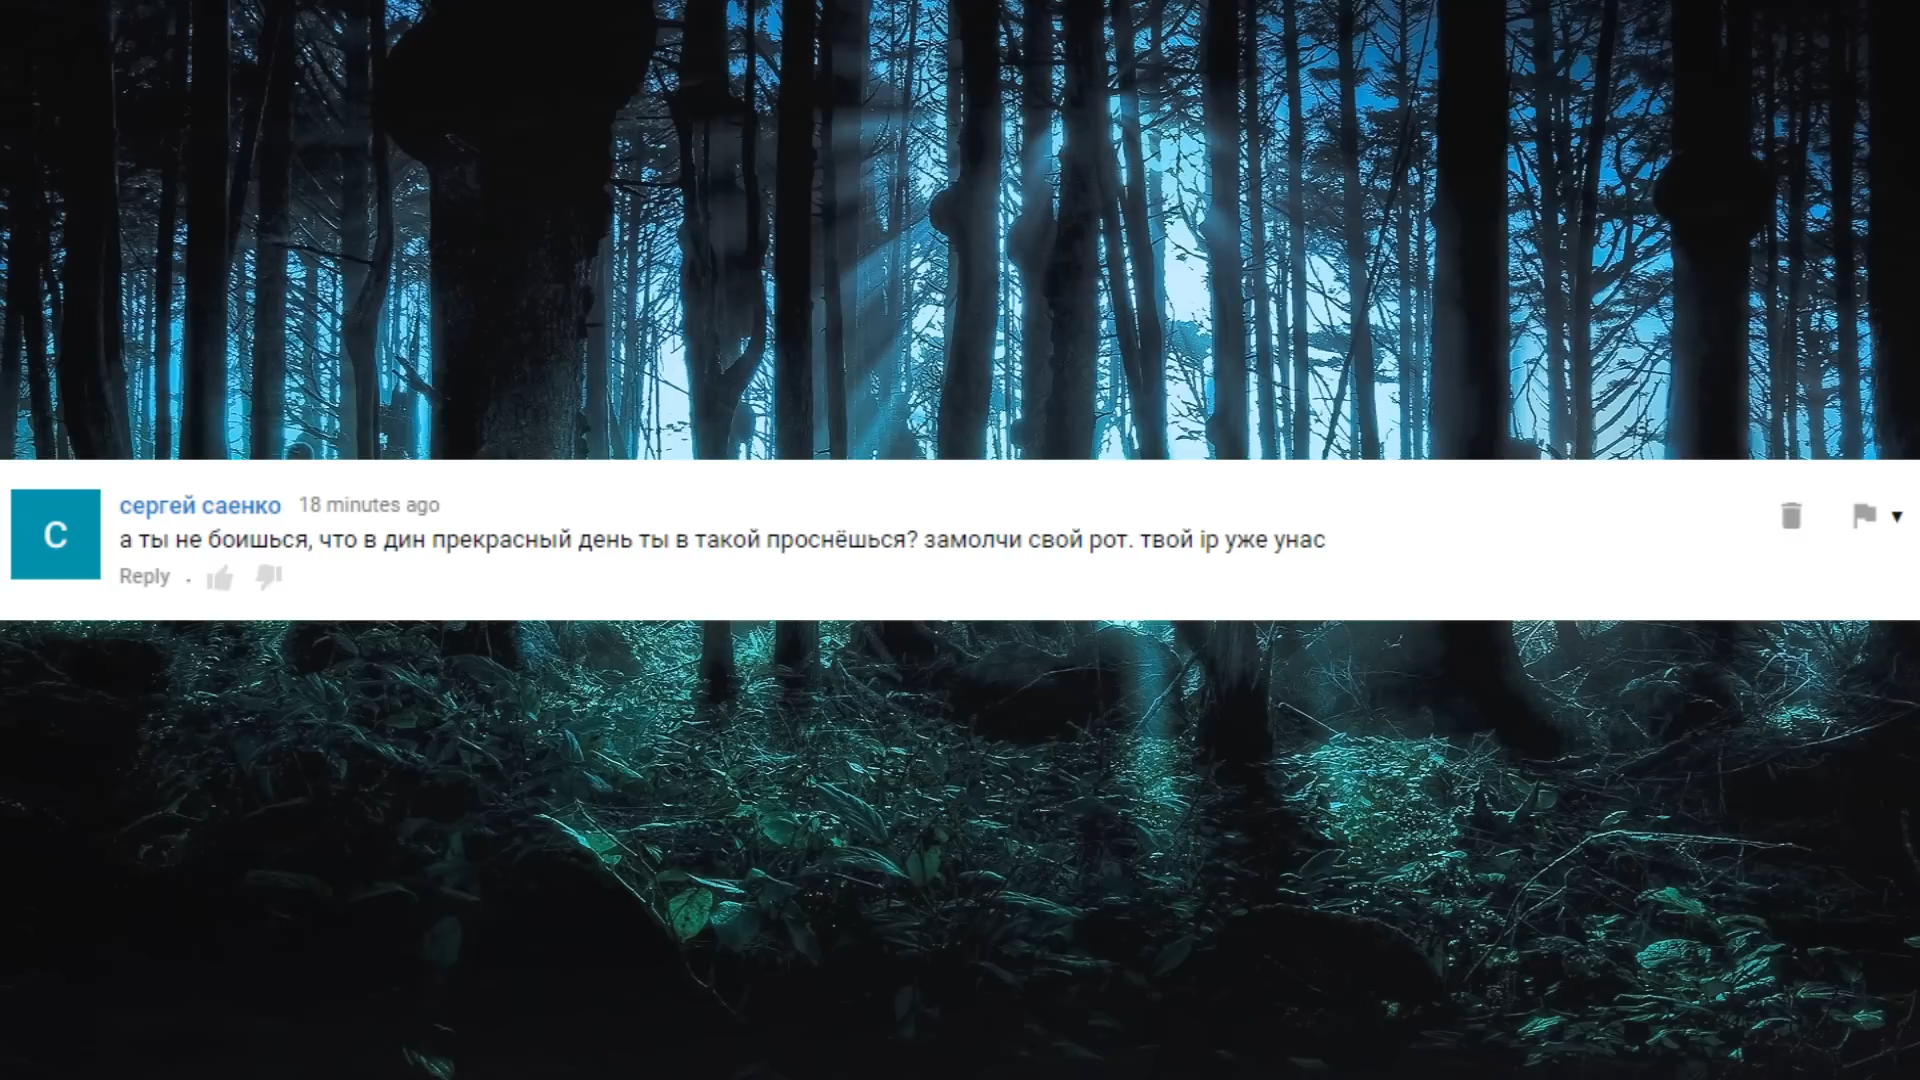 С
сергей саенко 18 minutes ago
а ты не боишься, что в дин прекрасный день ты в такой проснёшься? замолчи свой рот. твой ip уже унас
Reply